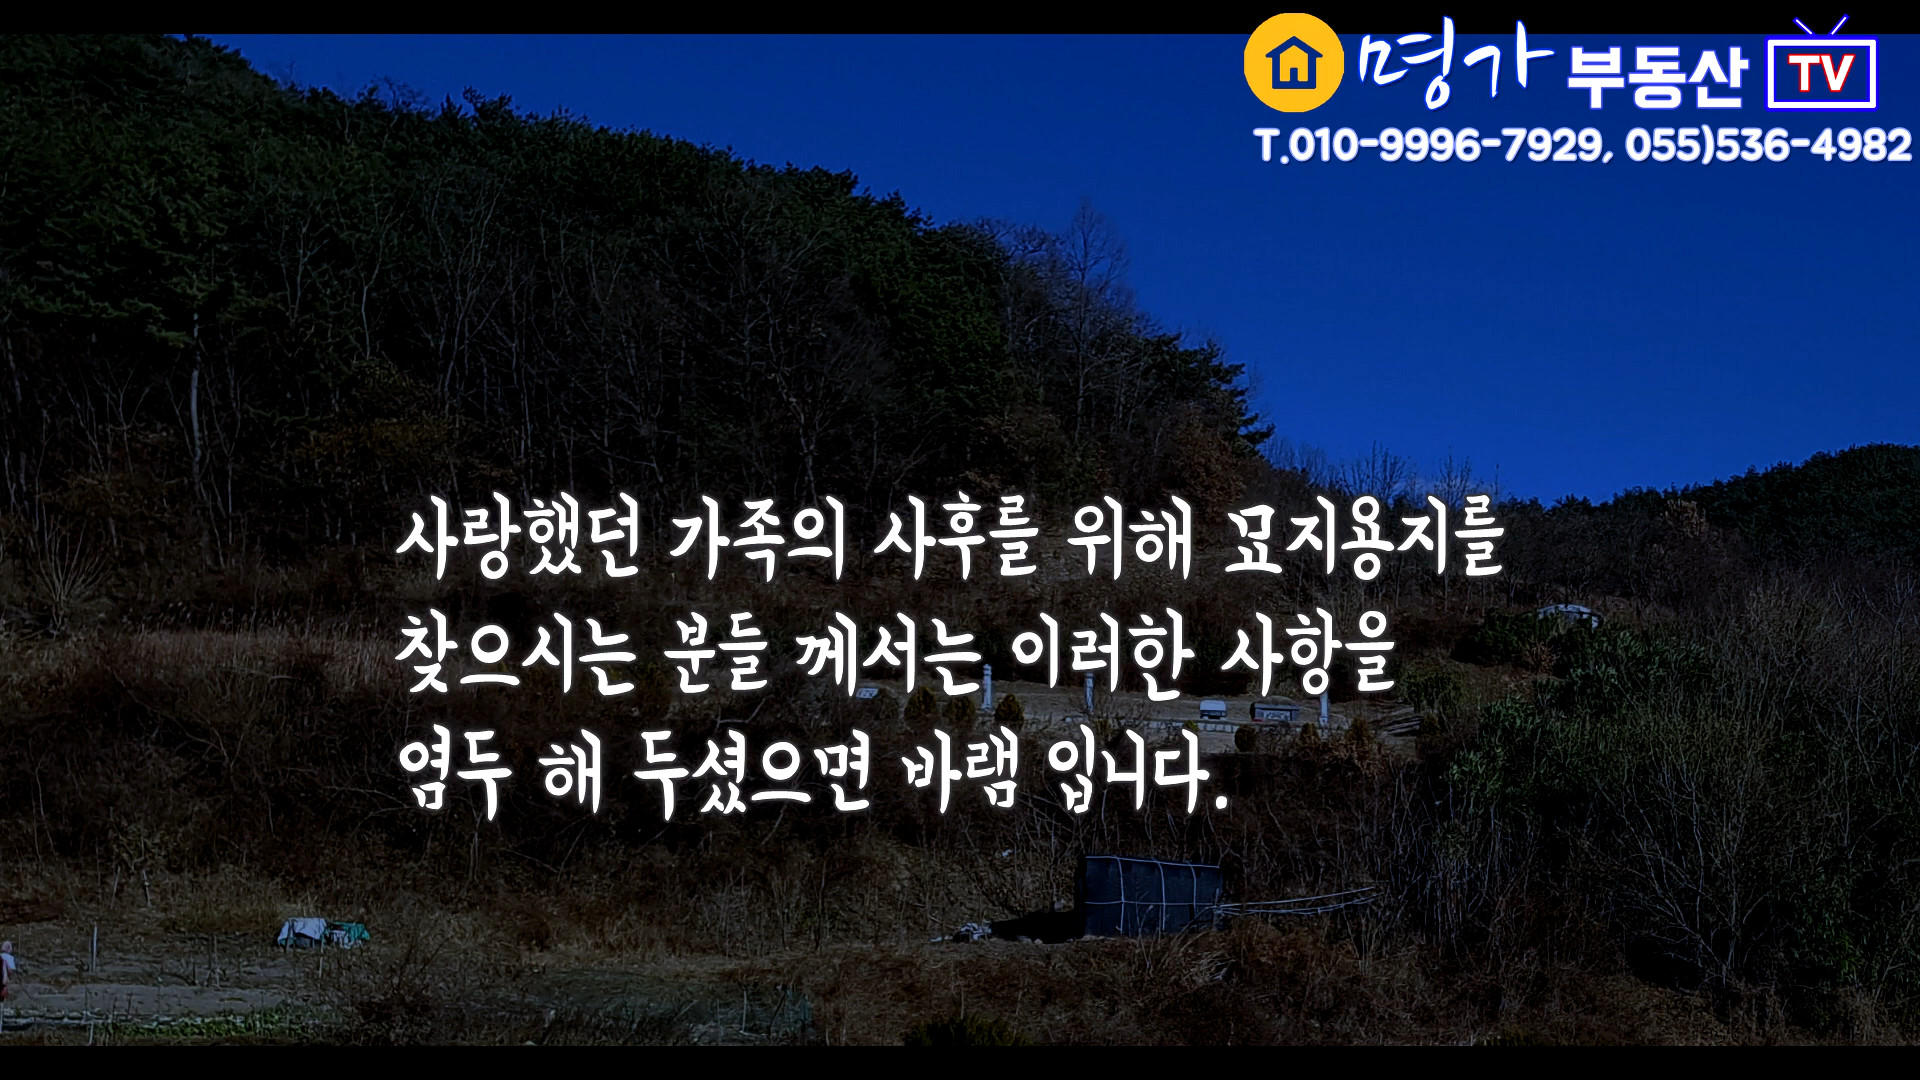 명가 부동산 TV
T.010-9996-7929, 055)536-4982
사랑했던 가족의 사후를 위해 묘지용지를
찾으시는 분들 께서는 이러한 사항을
염두 해 두셨으면 바램 입니다.